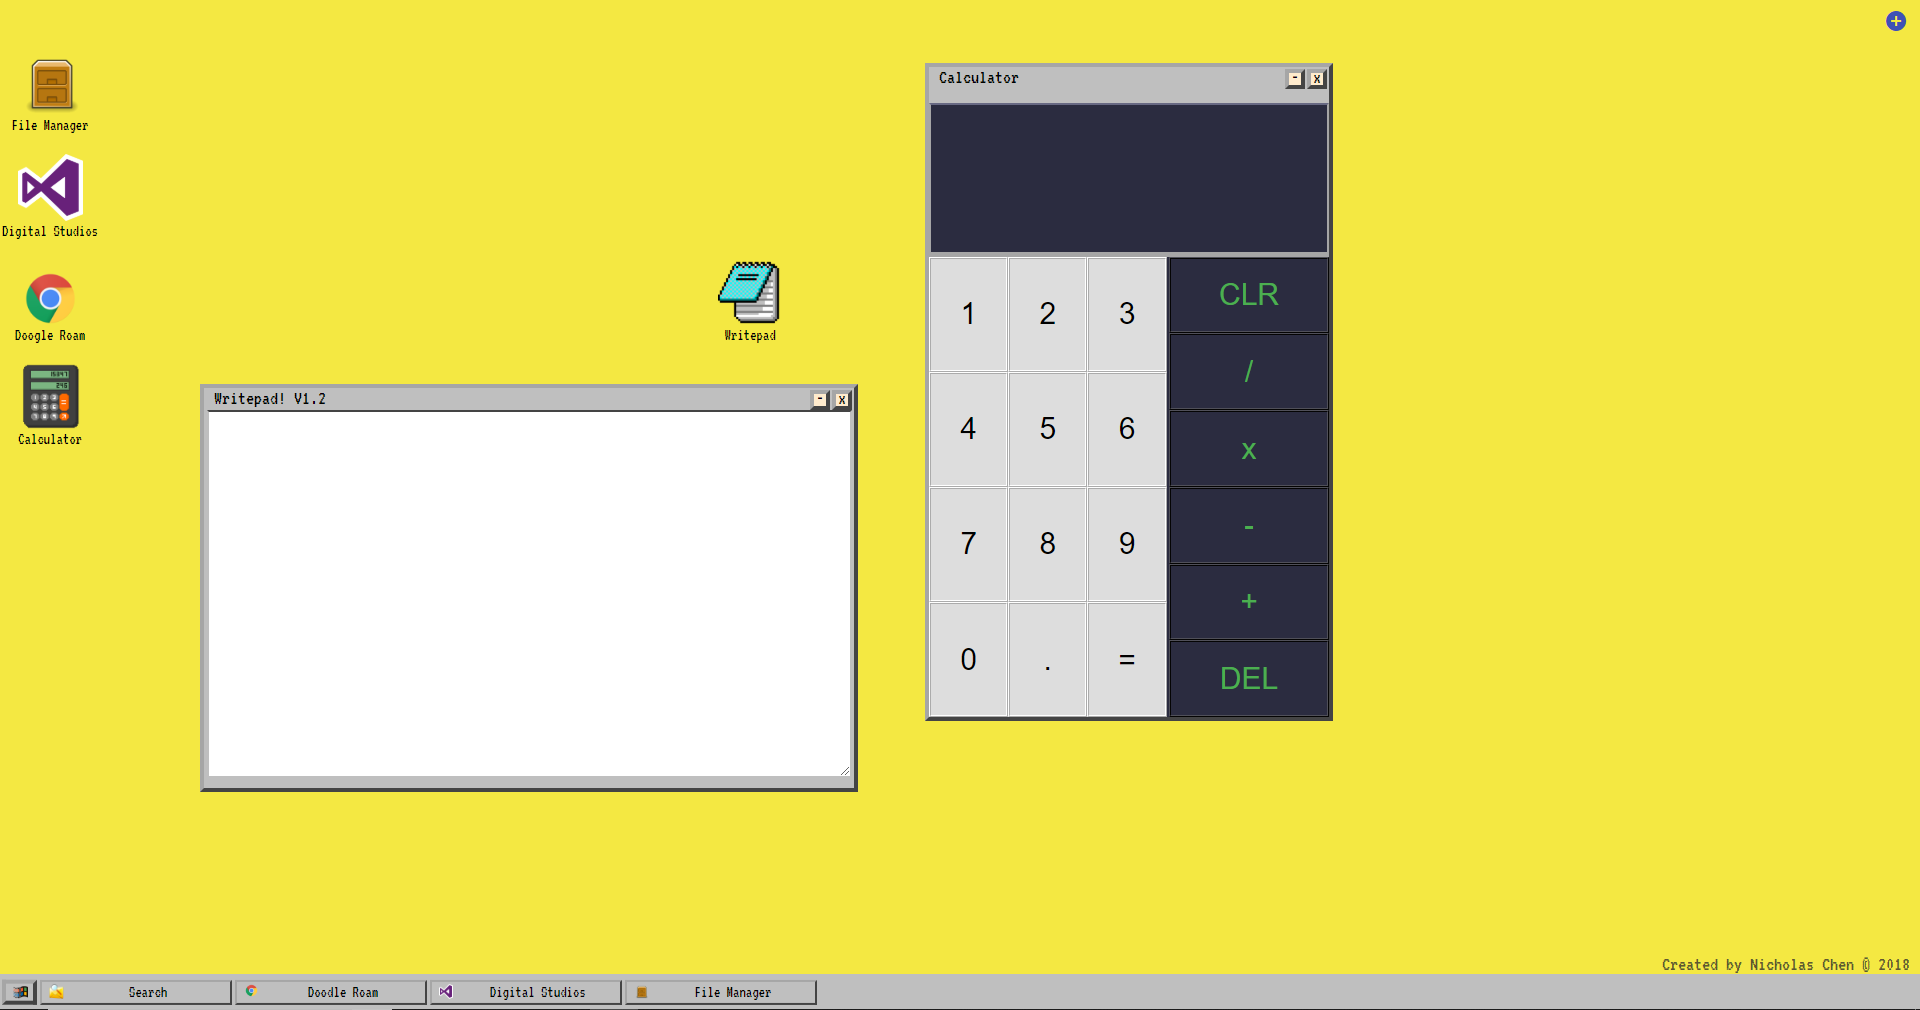 File Manager
Digital Studios
Doogle Roam
Calculator
Writepad
Writepad! V1.2
- X
Calculator
- X
1 2 3
CLR
/
4 5 6
x
7 8 9
-
+
0 . =
DEL
Created by Nicholas Chen © 2018
Search
Doodle Roam
Digital Studios
File Manager